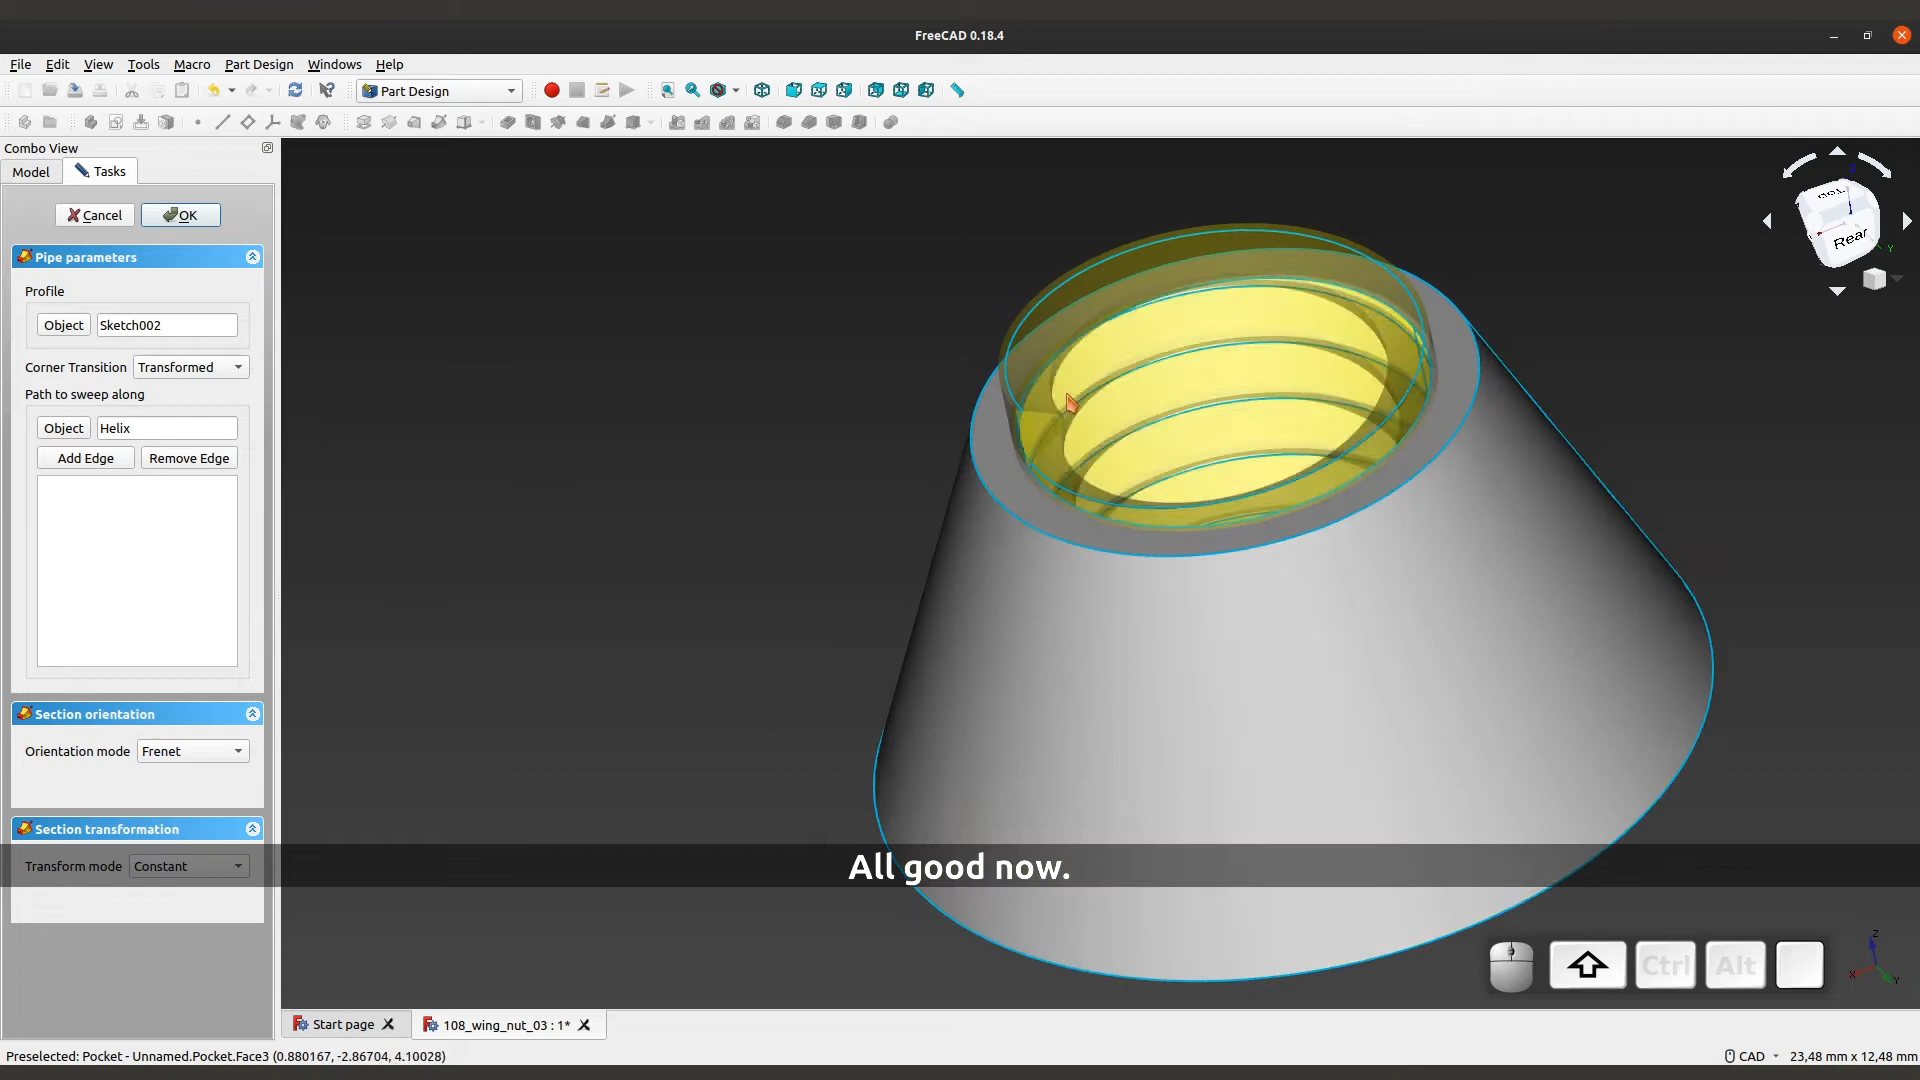 FreeCAD 0.18.4
File Edit View Tools Macro Part Design Windows Help
Part Design
Combo View
Model Tasks
Cancel OK
Pipe parameters
Profile
Object Sketch002
Corner Transition Transformed
Path to sweep along
Object Helix
Add Edge Remove Edge
Section orientation
Orientation mode Frenet
Section transformation
Transform mode Constant
Rear
Z
Y
All good now.
Ctrl Alt
Z
X
Y
Start page 108_wing_nut_03 : 1*
Preselected: Pocket - Unnamed.Pocket.Face3 (0.880167, -2.86704, 4.10028) CAD 23,48 mm x 12,48 mm